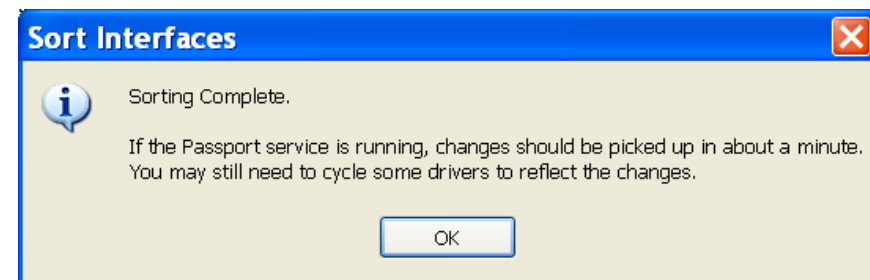 Sort Interfaces
Sorting Complete.
If the Passport service is running, changes should be picked up in about a minute.
You may still need to cycle some drivers to reflect the changes.
OK